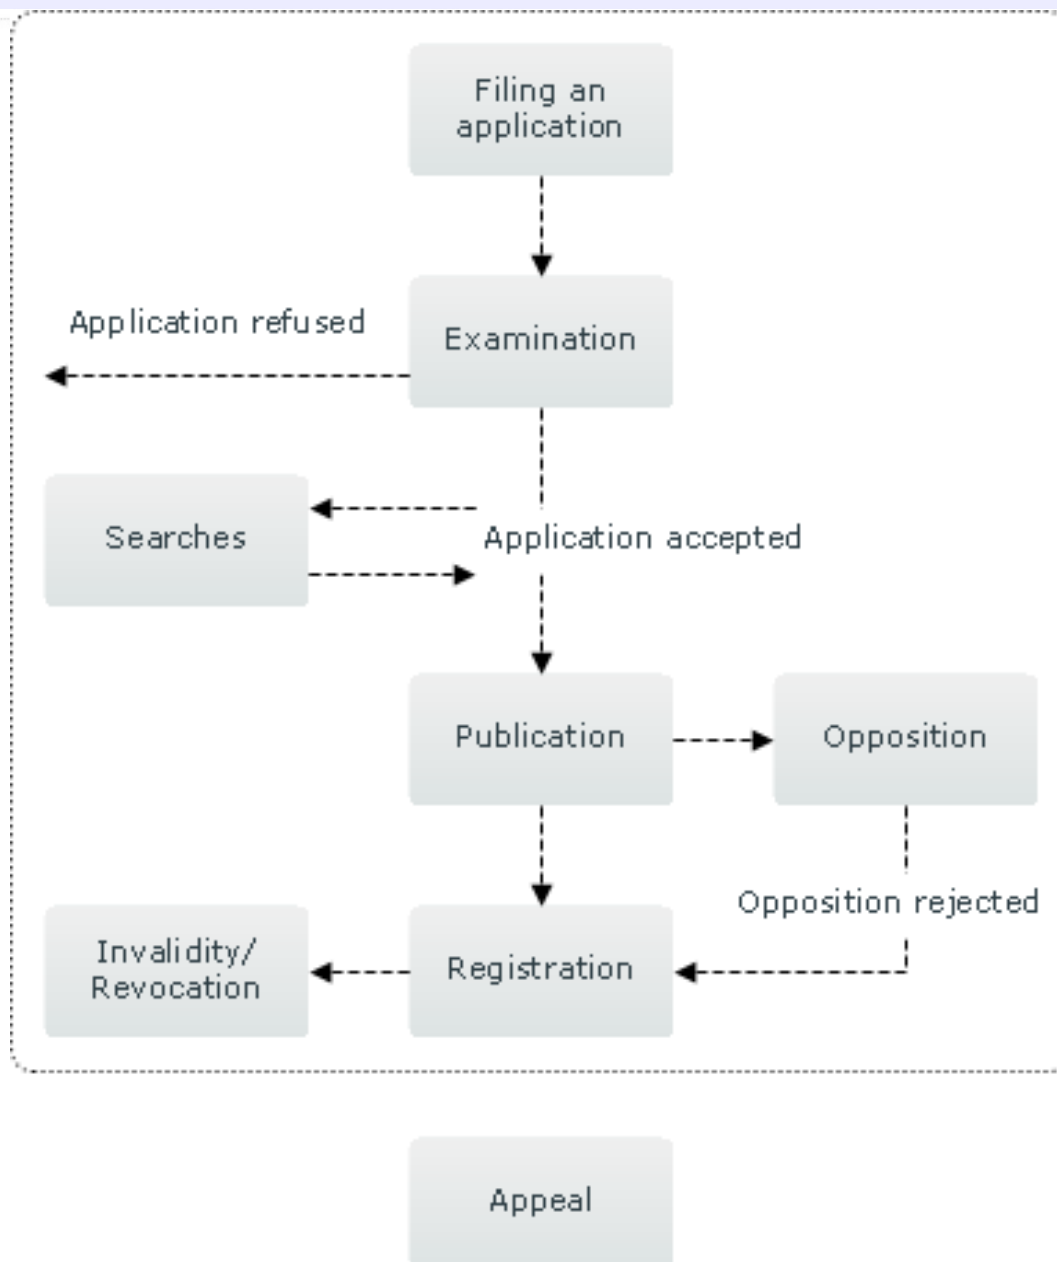 Filing an
application
Application refused
Examination
Searches
Application accepted
Publication
Opposition
Opposition rejected
Invalidity/
Revocation
Registration
Appeal